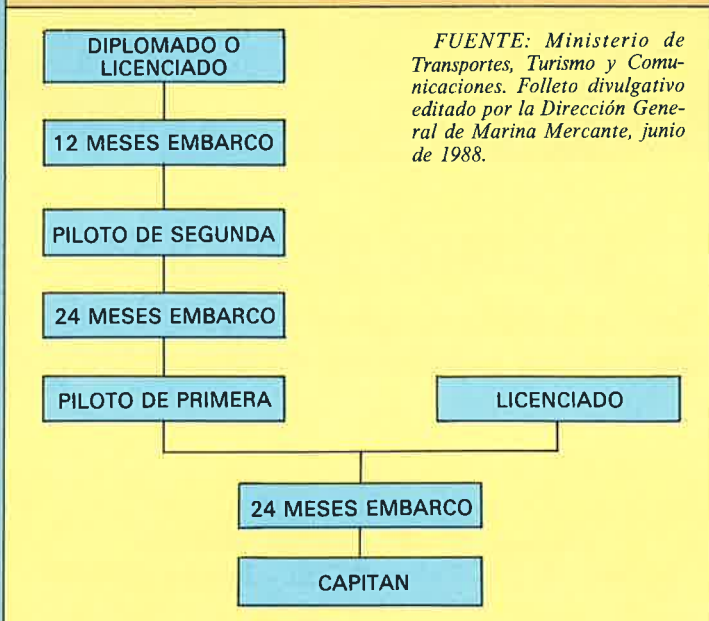 DIPLOMADO O
LICENCIADO
FUENTE: Ministerio de
Transportes, Turismo y Comu-
nicaciones. Folleto divulgativo
editado por la Dirección Gene-
ral de Marina Mercante, junio
de 1988.
12 MESES EMBARCO
PILOTO DE SEGUNDA
24 MESES EMBARCO
PILOTO DE PRIMERA
LICENCIADO
24 MESES EMBARCO
CAPITAN